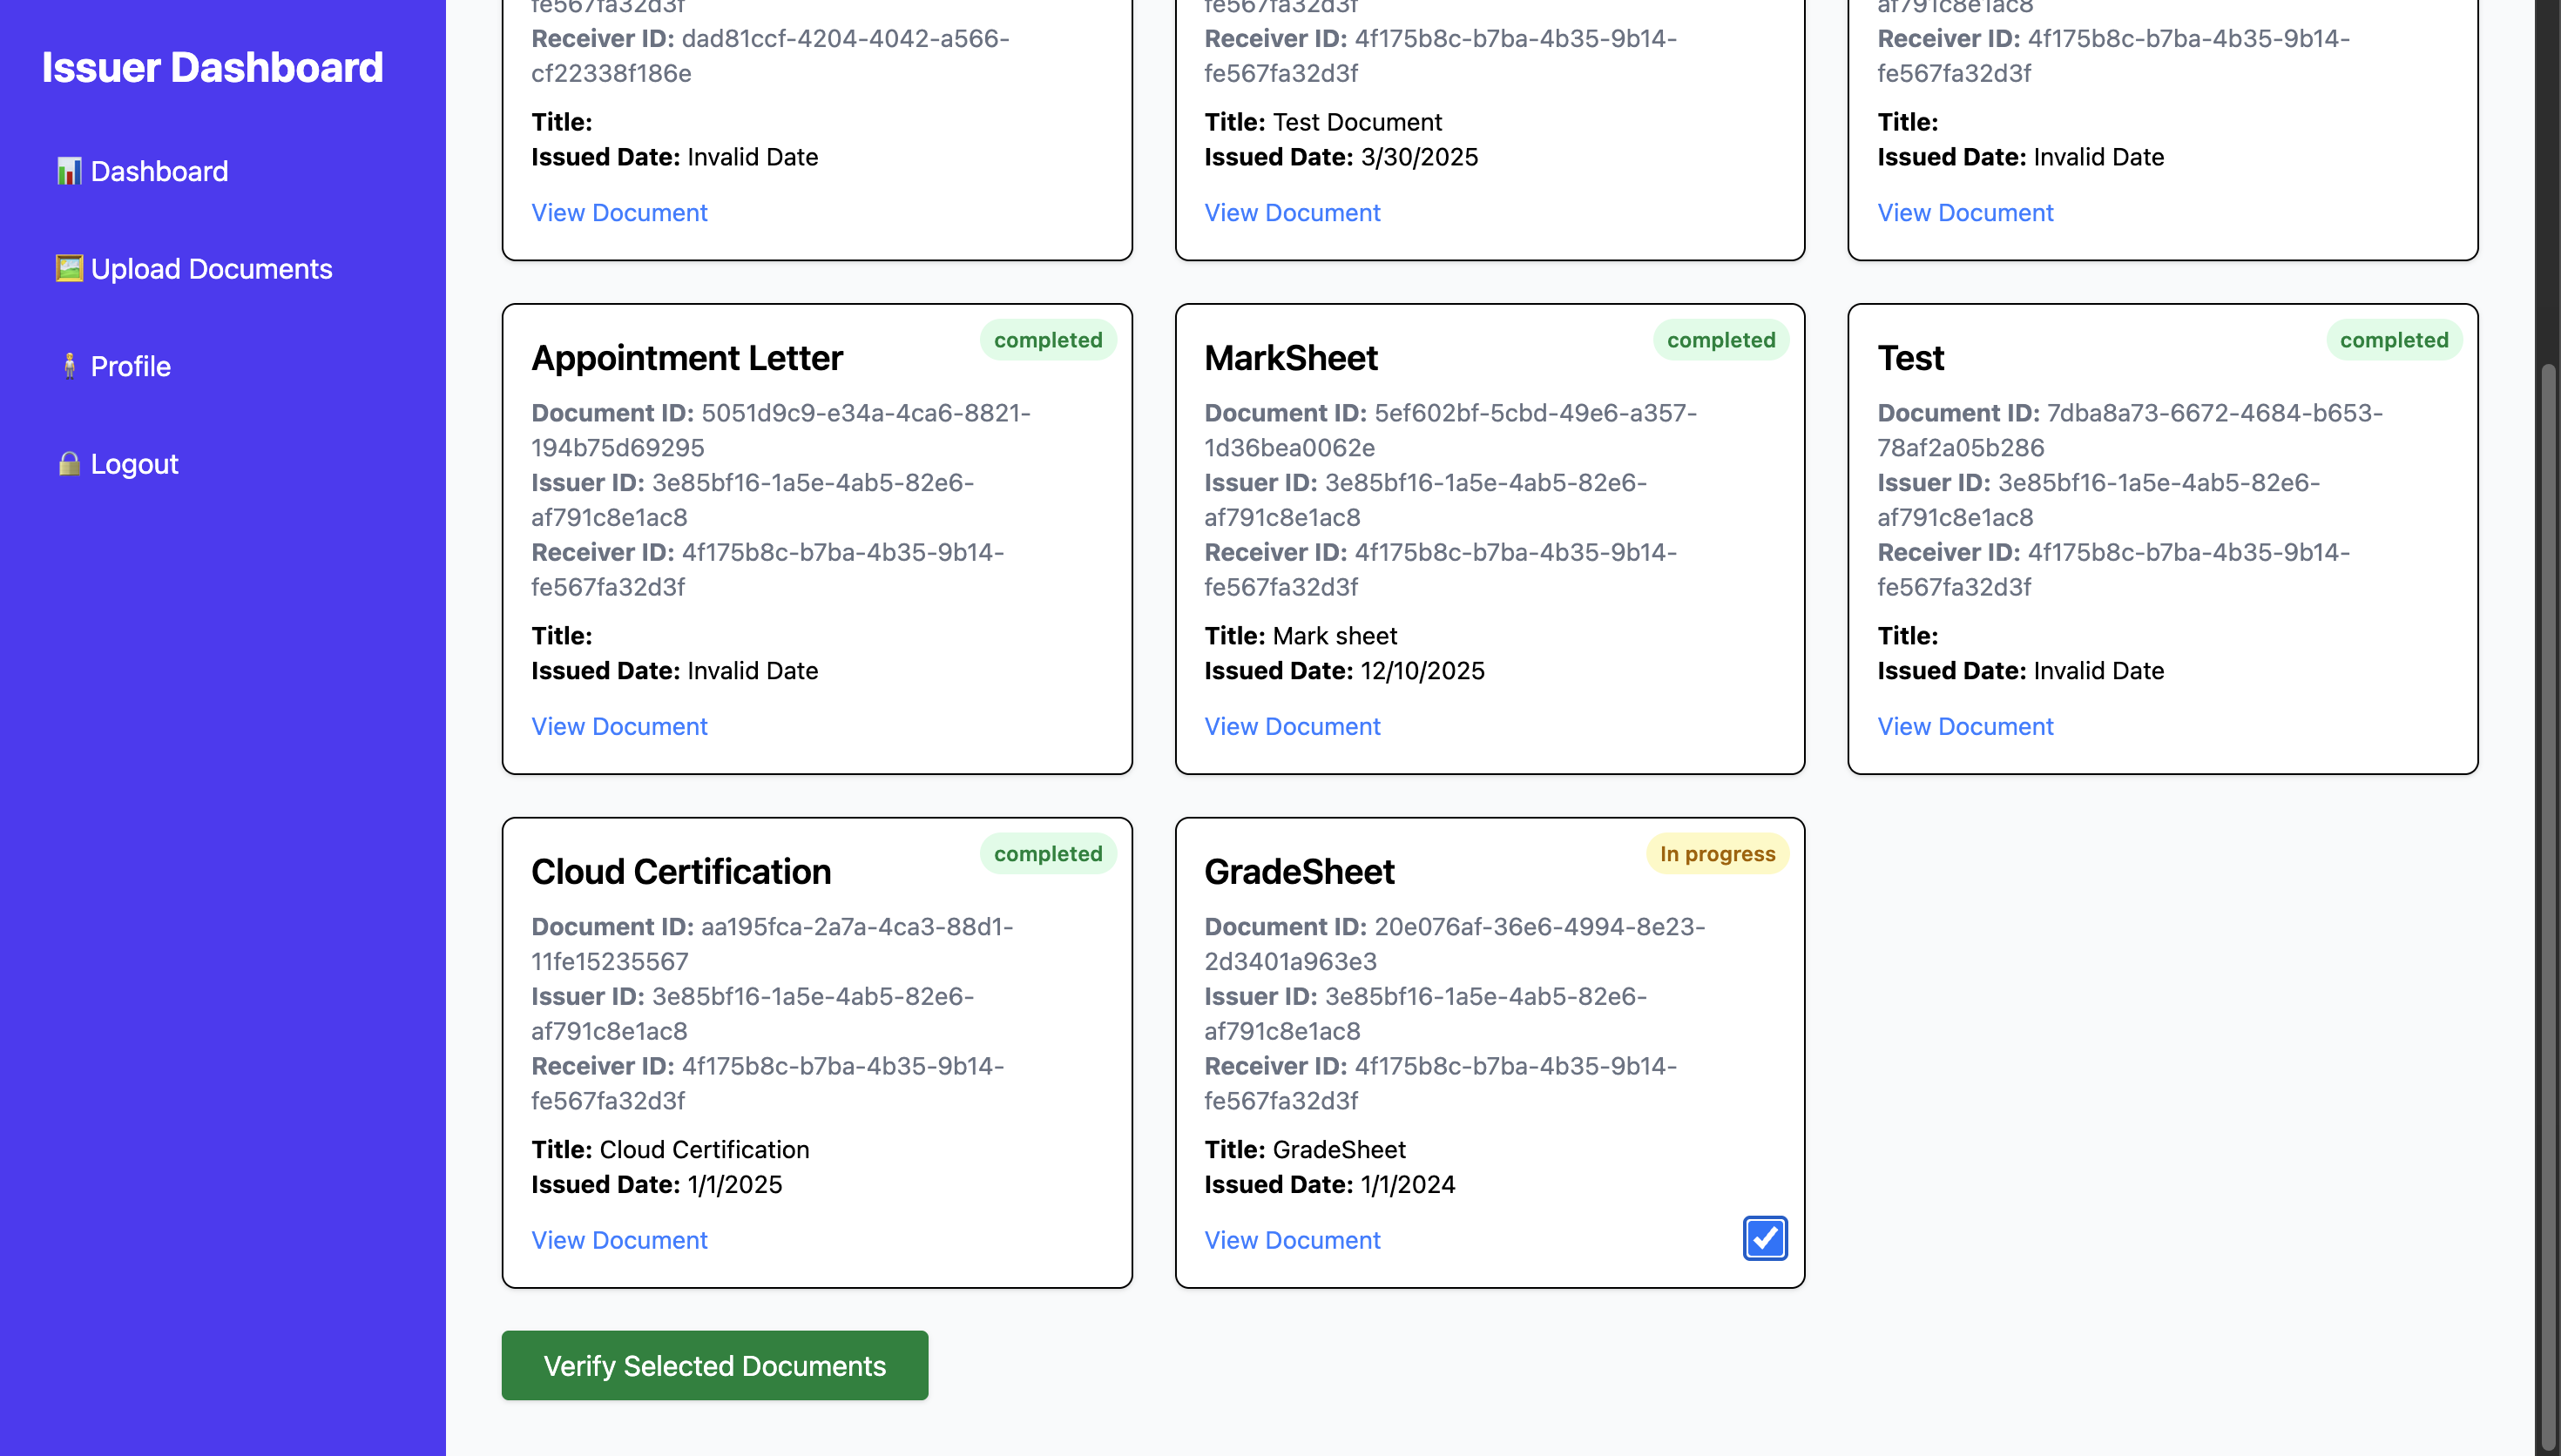 Issuer Dashboard
📊 Dashboard
🖼️ Upload Documents
🧍 Profile
🔒 Logout
fe567fa32d3f
Receiver ID: dad81ccf-4204-4042-a566-
cf22338f186e
Title:
Issued Date: Invalid Date
View Document
fe567fa32d3f
Receiver ID: 4f175b8c-b7ba-4b35-9b14-
fe567fa32d3f
Title: Test Document
Issued Date: 3/30/2025
View Document
af791c8e1ac8
Receiver ID: 4f175b8c-b7ba-4b35-9b14-
fe567fa32d3f
Title:
Issued Date: Invalid Date
View Document
completed
Appointment Letter
Document ID: 5051d9c9-e34a-4ca6-8821-
194b75d69295
Issuer ID: 3e85bf16-1a5e-4ab5-82e6-
af791c8e1ac8
Receiver ID: 4f175b8c-b7ba-4b35-9b14-
fe567fa32d3f
Title:
Issued Date: Invalid Date
View Document
completed
MarkSheet
Document ID: 5ef602bf-5cbd-49e6-a357-
1d36bea0062e
Issuer ID: 3e85bf16-1a5e-4ab5-82e6-
af791c8e1ac8
Receiver ID: 4f175b8c-b7ba-4b35-9b14-
fe567fa32d3f
Title: Mark sheet
Issued Date: 12/10/2025
View Document
completed
Test
Document ID: 7dba8a73-6672-4684-b653-
78af2a05b286
Issuer ID: 3e85bf16-1a5e-4ab5-82e6-
af791c8e1ac8
Receiver ID: 4f175b8c-b7ba-4b35-9b14-
fe567fa32d3f
Title:
Issued Date: Invalid Date
View Document
completed
Cloud Certification
Document ID: aa195fca-2a7a-4ca3-88d1-
11fe15235567
Issuer ID: 3e85bf16-1a5e-4ab5-82e6-
af791c8e1ac8
Receiver ID: 4f175b8c-b7ba-4b35-9b14-
fe567fa32d3f
Title: Cloud Certification
Issued Date: 1/1/2025
View Document
In progress
GradeSheet
Document ID: 20e076af-36e6-4994-8e23-
2d3401a963e3
Issuer ID: 3e85bf16-1a5e-4ab5-82e6-
af791c8e1ac8
Receiver ID: 4f175b8c-b7ba-4b35-9b14-
fe567fa32d3f
Title: GradeSheet
Issued Date: 1/1/2024
View Document
Verify Selected Documents